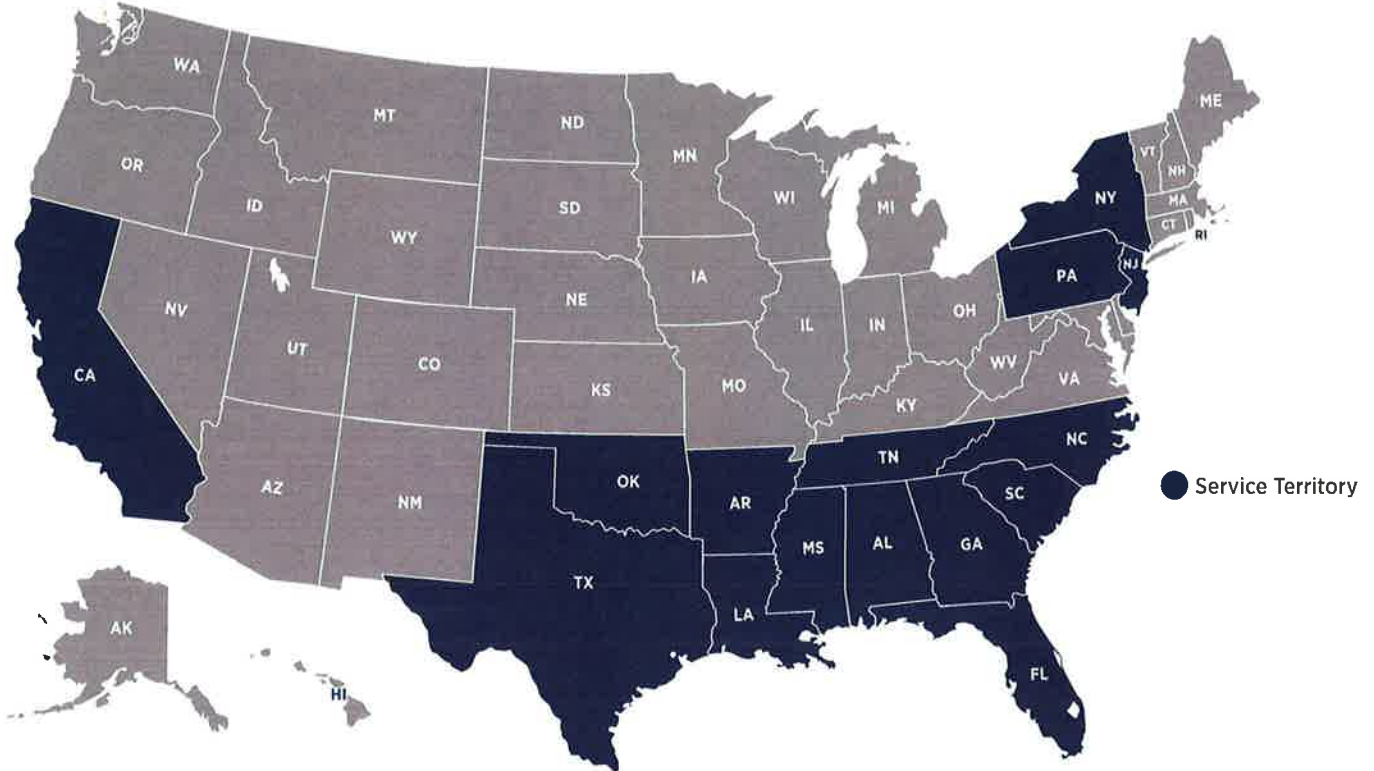 WA
MT
ND
MN
ME
VT
NH
OR
ID
SD
WI
MI
NY
MA
CT
RI
WY
IA
PA
NJ
NV
NE
IL
IN
OH
UT
CO
KS
MO
WV
VA
CA
KY
NC
TN
AZ
NM
OK
AR
SC
Service Territory
MS
AL
GA
TX
LA
AK
FL
HI